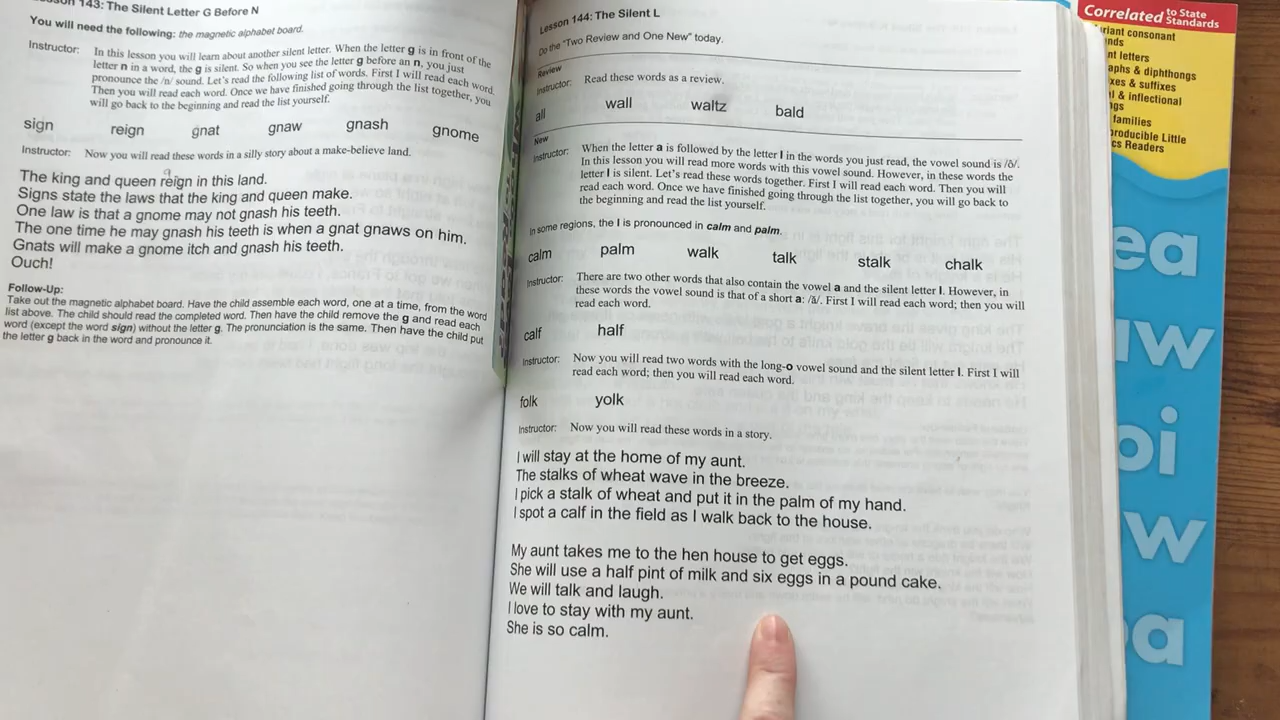 Lesson 143: The Silent Letter G Before N
You will need the following: the magnetic alphabet board.
Instructor: In this lesson you will learn about another silent letter. When the letter g is in front of the
letter n in a word, the g is silent. So when you see the letter g before an n, you just
pronounce the /n/ sound. Let's read the following list of words. First I will read each word.
Then you will read each word. Once we have finished going through the list together, you
will go back to the beginning and read the list yourself.
sign reign gnat gnaw gnash gnome
Instructor: Now you will read these words in a silly story about a make-believe land.
ā
The king and queen reign in this land.
Signs state the laws that the king and queen make.
One law is that a gnome may not gnash his teeth.
The one time he may gnash his teeth is when a gnat gnaws on him.
Gnats will make a gnome itch and gnash his teeth.
Ouch!
Follow-Up:
Take out the magnetic alphabet board. Have the child assemble each word, one at a time, from the word
list above. The child should read the completed word. Then have the child remove the g and read each
word (except the word sign) without the letter g. The pronunciation is the same. Then have the child put
the letter g back in the word and pronounce it.
Lesson 144: The Silent L
Do the "Two Review and One New" today.
Review
Instructor: Read these words as a review.
all wall waltz bald
New
Instructor: When the letter a is followed by the letter l in the words you just read, the vowel sound is /ŏ/.
In this lesson you will read more words with this vowel sound. However, in these words the
letter l is silent. Let's read these words together. First I will read each word. Then you will
read each word. Once we have finished going through the list together, you will go back to
the beginning and read the list yourself.
In some regions, the l is pronounced in calm and palm.
calm palm walk talk stalk chalk
Instructor: There are two other words that also contain the vowel a and the silent letter l. However, in
these words the vowel sound is that of a short a: /ă/. First I will read each word; then you will
read each word.
calf half
Instructor: Now you will read two words with the long-o vowel sound and the silent letter l. First I will
read each word; then you will read each word.
folk yolk
Instructor: Now you will read these words in a story.
I will stay at the home of my aunt.
The stalks of wheat wave in the breeze.
I pick a stalk of wheat and put it in the palm of my hand.
I spot a calf in the field as I walk back to the house.
My aunt takes me to the hen house to get eggs.
She will use a half pint of milk and six eggs in a pound cake.
We will talk and laugh.
I love to stay with my aunt.
She is so calm.
Correlated to State
Standards
variant consonant
letters
& diphthongs
& suffixes
& inflectional
families
Little
Readers
ea
aw
oi